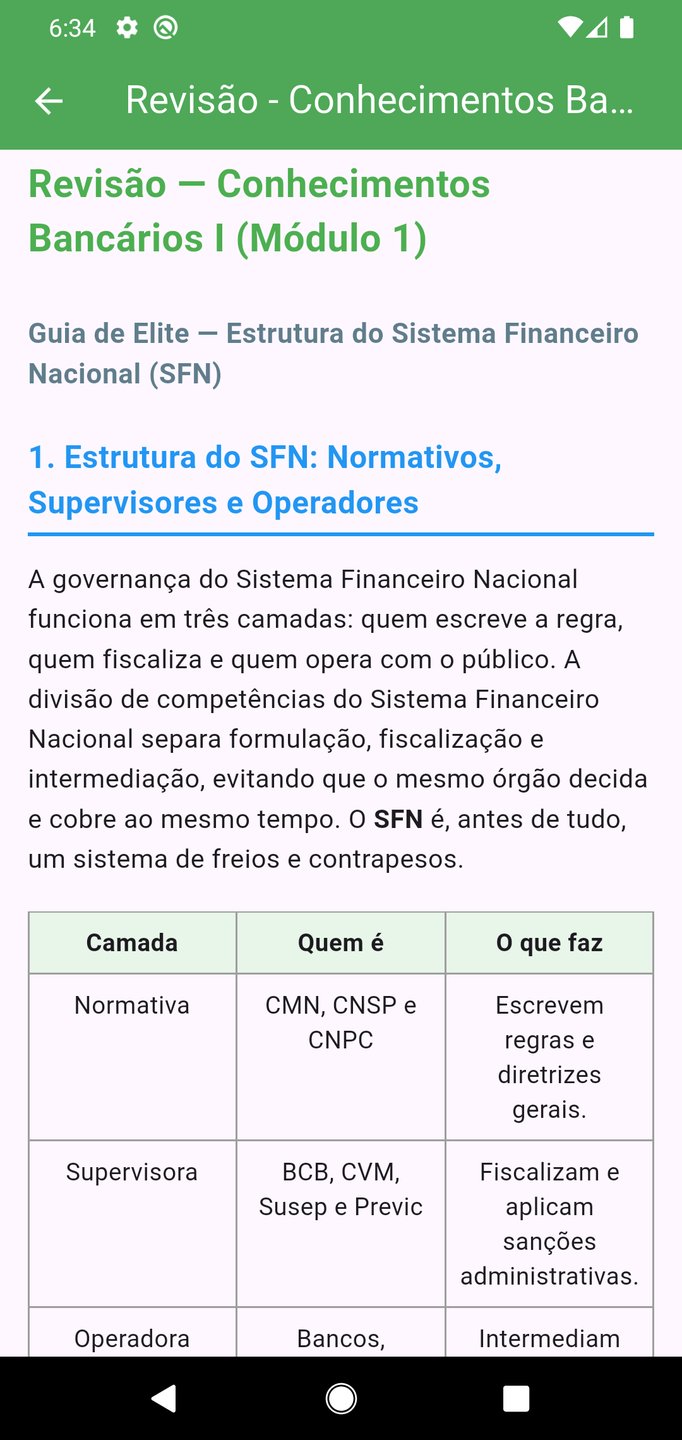 6:34
Revisão - Conhecimentos Ba...
Revisão — Conhecimentos
Bancários I (Módulo 1)
Guia de Elite — Estrutura do Sistema Financeiro
Nacional (SFN)
1. Estrutura do SFN: Normativos,
Supervisores e Operadores
A governança do Sistema Financeiro Nacional
funciona em três camadas: quem escreve a regra,
quem fiscaliza e quem opera com o público. A
divisão de competências do Sistema Financeiro
Nacional separa formulação, fiscalização e
intermediação, evitando que o mesmo órgão decida
e cobre ao mesmo tempo. O SFN é, antes de tudo,
um sistema de freios e contrapesos.
Camada
Quem é
O que faz
Normativa
CMN, CNSP e
CNPC
Escrevem
regras e
diretrizes
gerais.
Supervisora
BCB, CVM,
Susep e Previc
Fiscalizam e
aplicam
sanções
administrativas.
Operadora
Bancos,
Intermediam